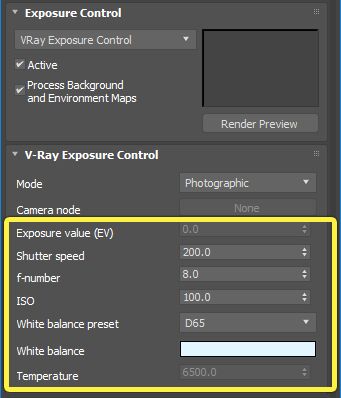 Exposure Control
VRay Exposure Control
Active
Process Background
and Environment Maps
Render Preview
V-Ray Exposure Control
Mode Photographic
Camera node None
Exposure value (EV) 0.0
Shutter speed 200.0
f-number 8.0
ISO 100.0
White balance preset D65
White balance
Temperature 6500.0